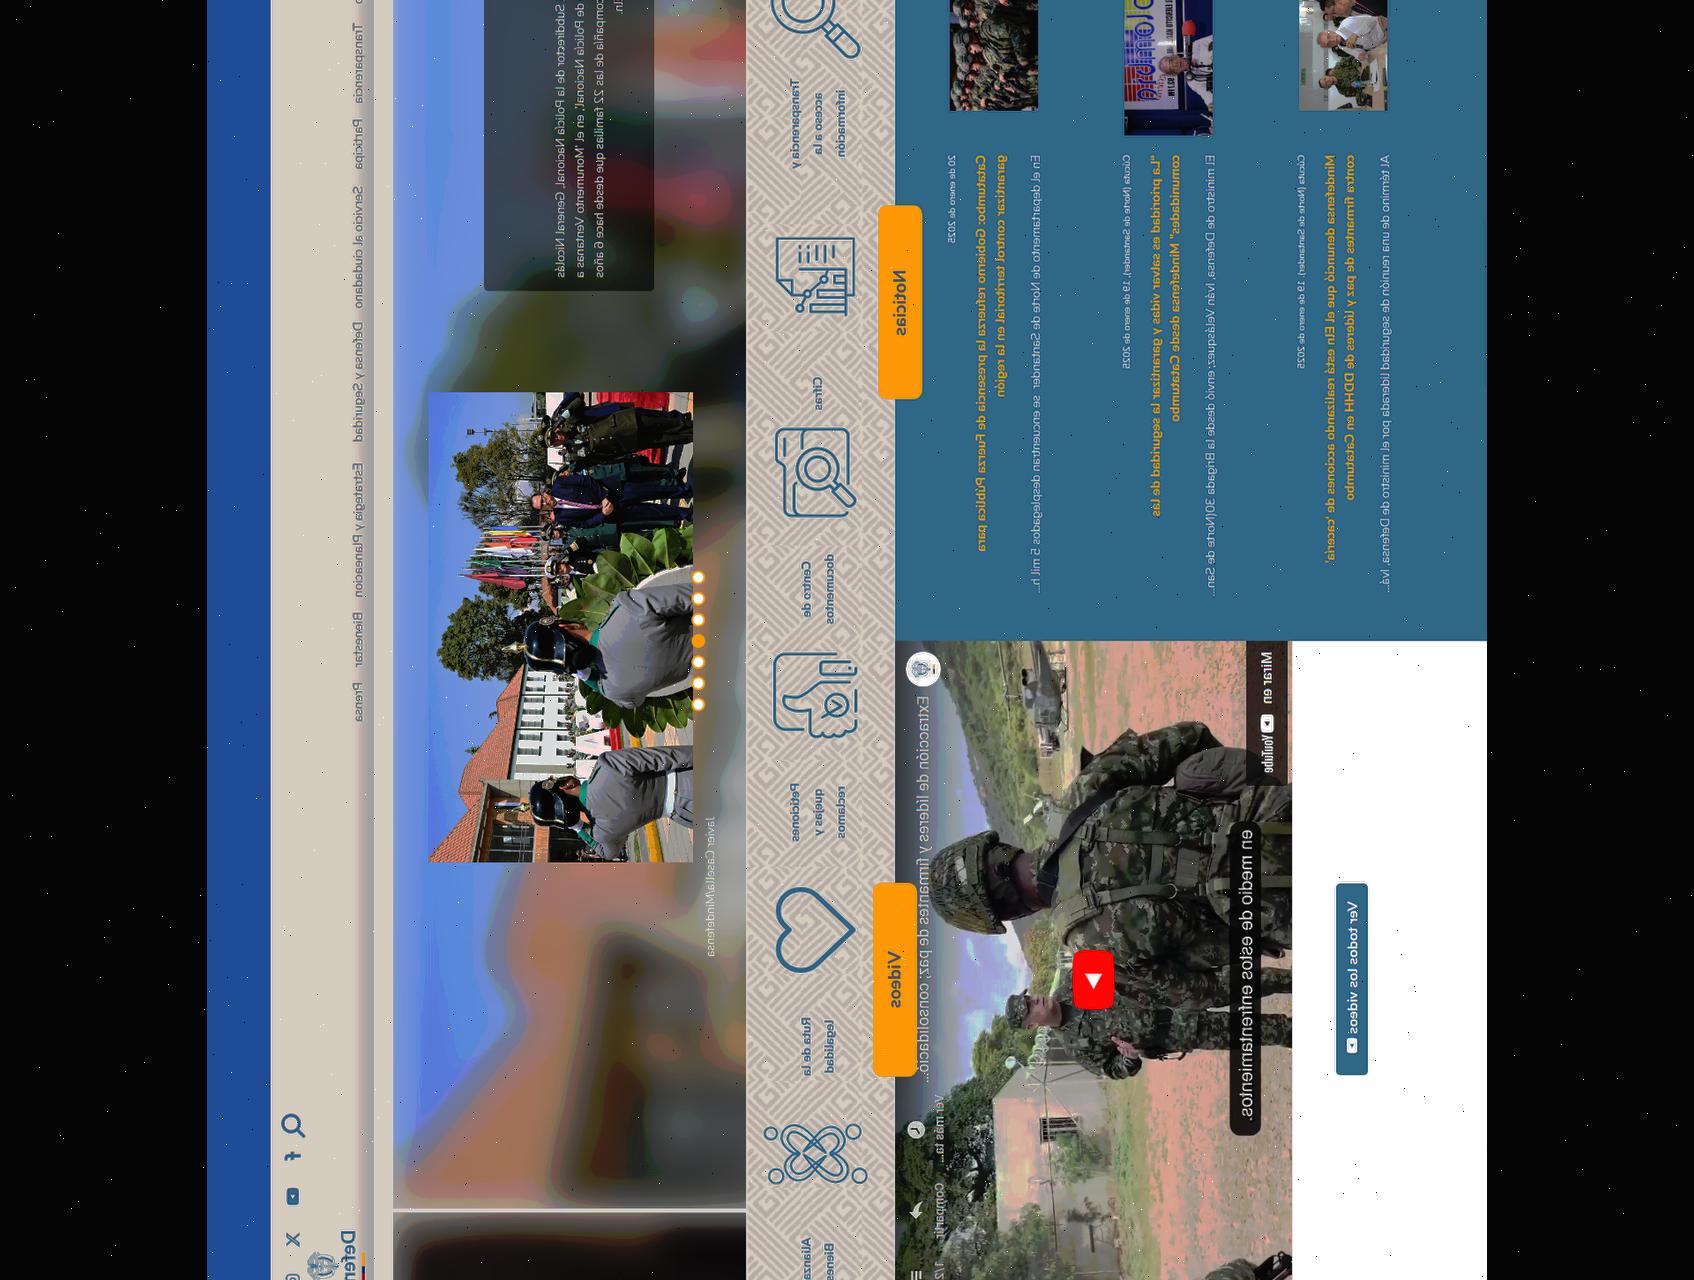 Transparencia
Participa
Servicio al ciudadano
Defensa y Seguridad
Estrategia y Planeación
Bienestar
Prensa
Defen
Subdirector de la Policía Nacional, General Nicolás
de Policía Nacional, en el 'Monumento Ventanas
compañía de las 22 familias que desde hace 6 años
ín.
Javier Casella/Mindefensa
Transparencia y
acceso a la
información
Cifras
Centro de
documentos
Peticiones
quejas y
reclamos
Ruta de la
legalidad
Alianza
Bienes
Noticias
20 de enero de 2025
Catatumbo: Gobierno refuerza la presencia de Fuerza Pública para
garantizar control territorial en la región
En el departamento de Norte de Santander se encuentran desplegados 5 mil h...
Cúcuta (Norte de Santander), 19 de enero de 2025
"La prioridad es salvar vidas y garantizar la seguridad de las
comunidades" Mindefensa desde Catatumbo
El ministro de Defensa, Iván Velásquez, envió desde la Brigada 30(Norte de San...
Cúcuta (Norte de Santander), 19 de enero de 2025
Mindefensa denunció que el Eln está realizando acciones de 'cacería',
contra firmantes de paz y líderes de DDHH en Catatumbo
Al término de una reunión de seguridad liderada por el ministro de Defensa, Ivá...
Videos
Extracción de líderes y firmantes de paz; consolidació...
Ver más ta...
Compartir
1/2
en medio de estos enfrentamientos.
Mirar en YouTube
Ver todos los videos